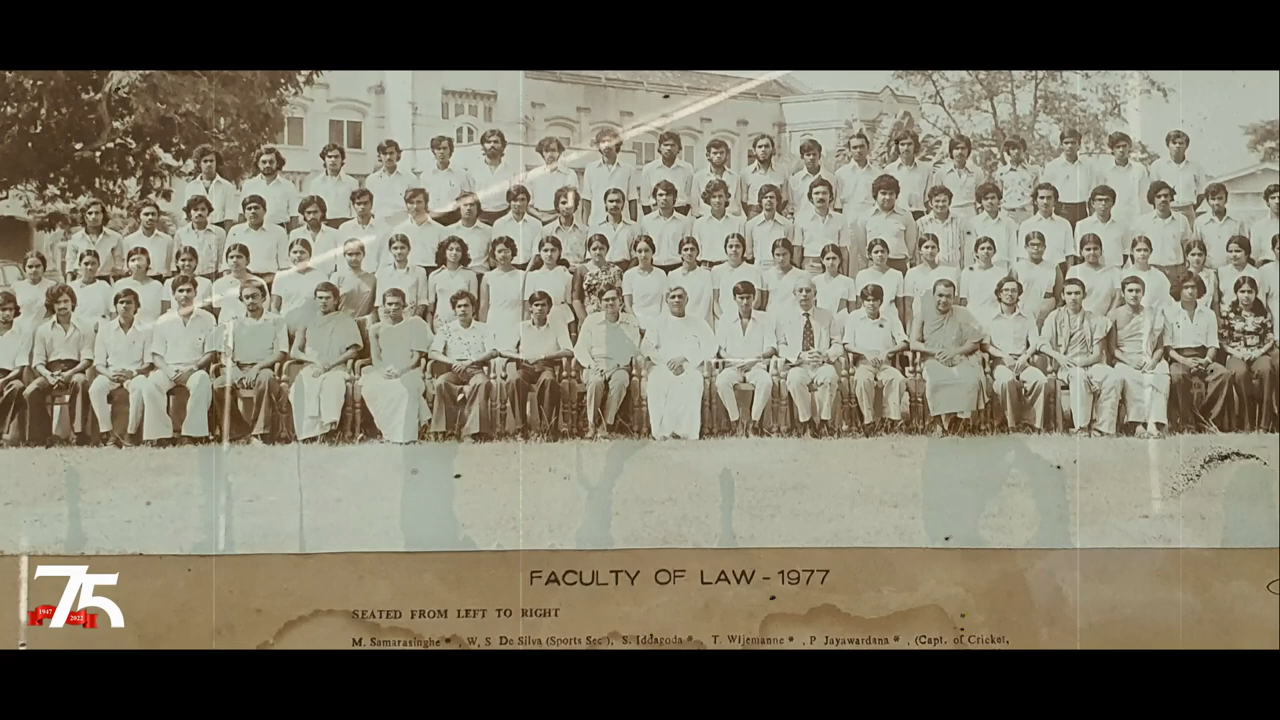 FACULTY OF LAW - 1977
SEATED FROM LEFT TO RIGHT
M. Samarasinghe * , W, S De Silva (Sports Sec ), S. Iddagoda * , T. Wijemanne * , P Jayawardana * , (Capt. of Cricket,
75
1947
2022